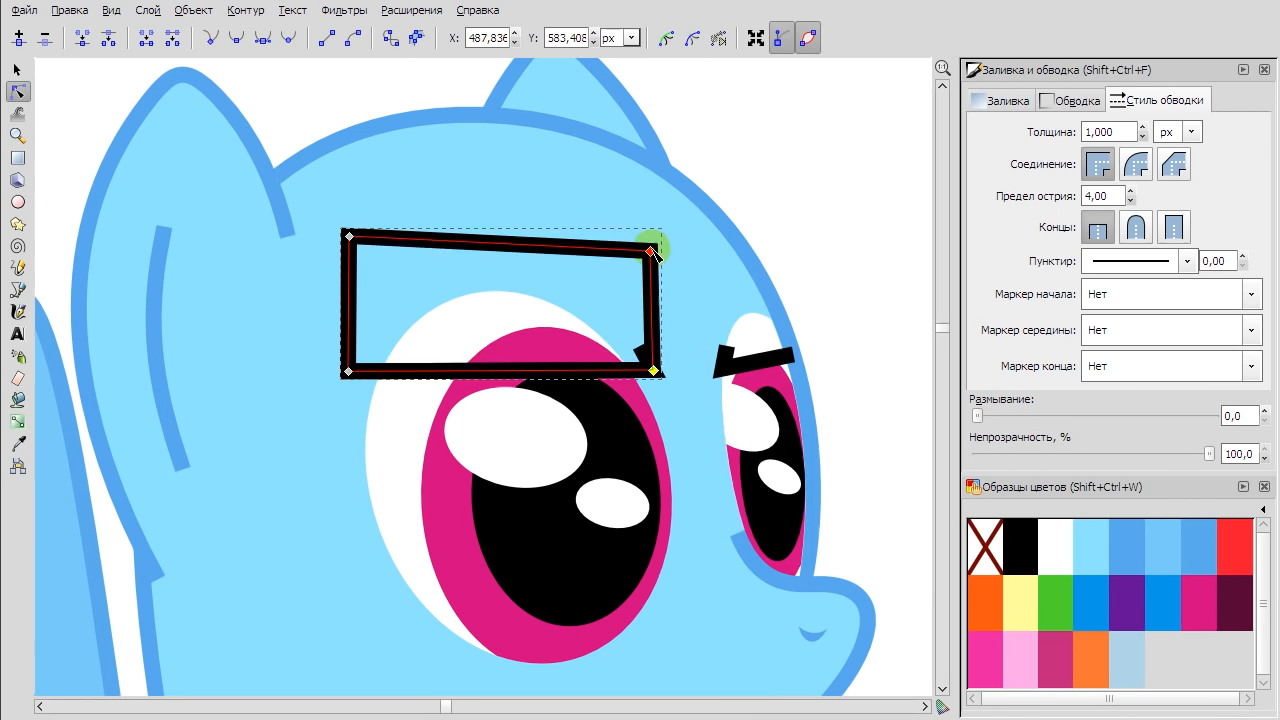 Файл Правка Вид Слой Объект Контур Текст Фильтры Расширения Справка
X: 487,836 Y: 583,408 px
Заливка и обводка (Shift+Ctrl+F)
Заливка Обводка Стиль обводки
Толщина: 1,000 px
Соединение:
Предел острия: 4,00
Концы:
Пунктир: 0,00
Маркер начала: Нет
Маркер середины: Нет
Маркер конца: Нет
Размывание:
0,0
Непрозрачность, %
100,0
Образцы цветов (Shift+Ctrl+W)